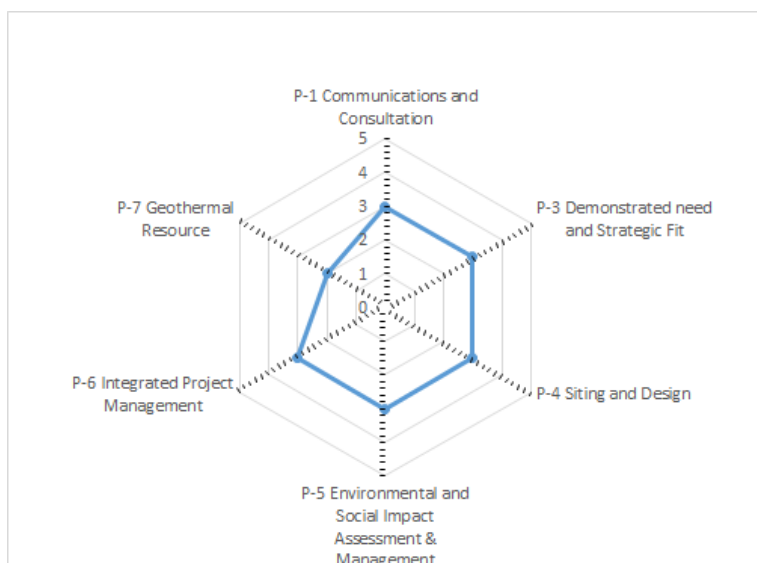 P-1 Communications and
Consultation
5
4
3
2
1
0
P-3 Demonstrated need
and Strategic Fit
P-4 Siting and Design
P-5 Environmental and
Social Impact
Assessment &
Management
P-6 Integrated Project
Management
P-7 Geothermal
Resource